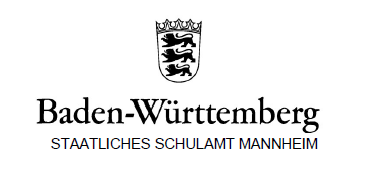 Baden-Württemberg
STAATLICHES SCHULAMT MANNHEIM